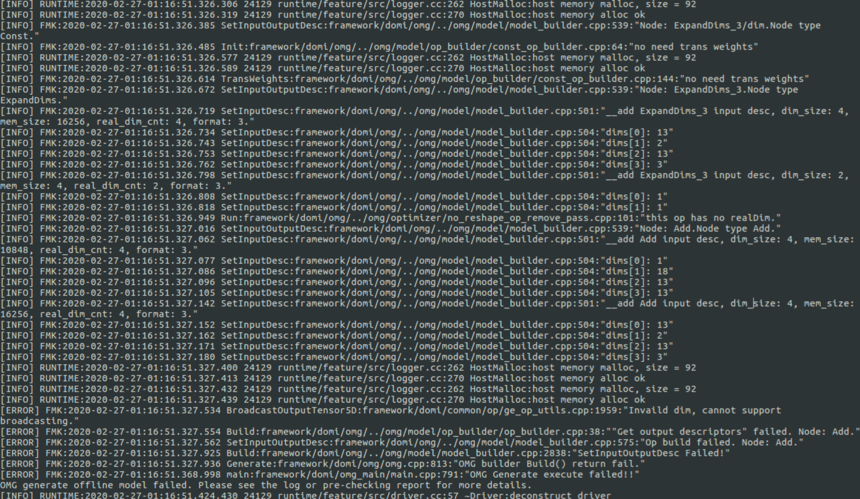 [INFO] RUNTIME:2020-02-27-01:16:51.326.306 24129 runtime/feature/src/logger.cc:262 HostMalloc:host memory malloc, size = 92
[INFO] RUNTIME:2020-02-27-01:16:51.326.319 24129 runtime/feature/src/logger.cc:270 HostMalloc:host memory alloc ok
[INFO] FMK:2020-02-27-01:16:51.326.385 SetInputOutputDesc:framework/domi/omg/../omg/model/model_builder.cpp:539:"Node: ExpandDims_3/dim.Node type
Const."
[INFO] FMK:2020-02-27-01:16:51.326.485 Init:framework/domi/omg/../omg/model/op_builder/const_op_builder.cpp:64:"no need trans weights"
[INFO] RUNTIME:2020-02-27-01:16:51.326.577 24129 runtime/feature/src/logger.cc:262 HostMalloc:host memory malloc, size = 92
[INFO] RUNTIME:2020-02-27-01:16:51.326.589 24129 runtime/feature/src/logger.cc:270 HostMalloc:host memory alloc ok
[INFO] FMK:2020-02-27-01:16:51.326.614 TransWeights:framework/domi/omg/../omg/model/op_builder/const_op_builder.cpp:144:"no need trans weights"
[INFO] FMK:2020-02-27-01:16:51.326.672 SetInputOutputDesc:framework/domi/omg/../omg/model/model_builder.cpp:539:"Node: ExpandDims_3.Node type
ExpandDims."
[INFO] FMK:2020-02-27-01:16:51.326.719 SetInputDesc:framework/domi/omg/../omg/model/model_builder.cpp:501:"__add ExpandDims_3 input desc, dim_size: 4,
mem_size: 16256, real_dim_cnt: 4, format: 3."
[INFO] FMK:2020-02-27-01:16:51.326.734 SetInputDesc:framework/domi/omg/../omg/model/model_builder.cpp:504:"dims[0]: 13"
[INFO] FMK:2020-02-27-01:16:51.326.743 SetInputDesc:framework/domi/omg/../omg/model/model_builder.cpp:504:"dims[1]: 2"
[INFO] FMK:2020-02-27-01:16:51.326.753 SetInputDesc:framework/domi/omg/../omg/model/model_builder.cpp:504:"dims[2]: 13"
[INFO] FMK:2020-02-27-01:16:51.326.762 SetInputDesc:framework/domi/omg/../omg/model/model_builder.cpp:504:"dims[3]: 3"
[INFO] FMK:2020-02-27-01:16:51.326.798 SetInputDesc:framework/domi/omg/../omg/model/model_builder.cpp:501:"__add ExpandDims_3 input desc, dim_size: 2,
mem_size: 4, real_dim_cnt: 2, format: 3."
[INFO] FMK:2020-02-27-01:16:51.326.808 SetInputDesc:framework/domi/omg/../omg/model/model_builder.cpp:504:"dims[0]: 1"
[INFO] FMK:2020-02-27-01:16:51.326.818 SetInputDesc:framework/domi/omg/../omg/model/model_builder.cpp:504:"dims[1]: 1"
[INFO] FMK:2020-02-27-01:16:51.326.949 Run:framework/domi/omg/../omg/optimizer/no_reshape_op_remove_pass.cpp:101:"this op has no realDim."
[INFO] FMK:2020-02-27-01:16:51.327.016 SetInputOutputDesc:framework/domi/omg/../omg/model/model_builder.cpp:539:"Node: Add.Node type Add."
[INFO] FMK:2020-02-27-01:16:51.327.062 SetInputDesc:framework/domi/omg/../omg/model/model_builder.cpp:501:"__add Add input desc, dim_size: 4, mem_size:
10848, real_dim_cnt: 4, format: 3."
[INFO] FMK:2020-02-27-01:16:51.327.077 SetInputDesc:framework/domi/omg/../omg/model/model_builder.cpp:504:"dims[0]: 1"
[INFO] FMK:2020-02-27-01:16:51.327.086 SetInputDesc:framework/domi/omg/../omg/model/model_builder.cpp:504:"dims[1]: 18"
[INFO] FMK:2020-02-27-01:16:51.327.096 SetInputDesc:framework/domi/omg/../omg/model/model_builder.cpp:504:"dims[2]: 13"
[INFO] FMK:2020-02-27-01:16:51.327.105 SetInputDesc:framework/domi/omg/../omg/model/model_builder.cpp:504:"dims[3]: 13"
[INFO] FMK:2020-02-27-01:16:51.327.142 SetInputDesc:framework/domi/omg/../omg/model/model_builder.cpp:501:"__add Add input desc, dim_size: 4, mem_size:
16256, real_dim_cnt: 4, format: 3."
[INFO] FMK:2020-02-27-01:16:51.327.152 SetInputDesc:framework/domi/omg/../omg/model/model_builder.cpp:504:"dims[0]: 13"
[INFO] FMK:2020-02-27-01:16:51.327.162 SetInputDesc:framework/domi/omg/../omg/model/model_builder.cpp:504:"dims[1]: 2"
[INFO] FMK:2020-02-27-01:16:51.327.171 SetInputDesc:framework/domi/omg/../omg/model/model_builder.cpp:504:"dims[2]: 13"
[INFO] FMK:2020-02-27-01:16:51.327.180 SetInputDesc:framework/domi/omg/../omg/model/model_builder.cpp:504:"dims[3]: 3"
[INFO] RUNTIME:2020-02-27-01:16:51.327.400 24129 runtime/feature/src/logger.cc:262 HostMalloc:host memory malloc, size = 92
[INFO] RUNTIME:2020-02-27-01:16:51.327.413 24129 runtime/feature/src/logger.cc:270 HostMalloc:host memory alloc ok
[INFO] RUNTIME:2020-02-27-01:16:51.327.432 24129 runtime/feature/src/logger.cc:262 HostMalloc:host memory malloc, size = 92
[INFO] RUNTIME:2020-02-27-01:16:51.327.439 24129 runtime/feature/src/logger.cc:270 HostMalloc:host memory alloc ok
[ERROR] FMK:2020-02-27-01:16:51.327.534 BroadcastOutputTensor5D:framework/domi/common/op/ge_op_utils.cpp:1959:"Invaild dim, cannot support
broadcasting."
[ERROR] FMK:2020-02-27-01:16:51.327.554 Build:framework/domi/omg/../omg/model/op_builder/op_builder.cpp:38:""Get output descriptors" failed. Node: Add."
[ERROR] FMK:2020-02-27-01:16:51.327.562 SetInputOutputDesc:framework/domi/omg/../omg/model/model_builder.cpp:575:"Op build failed. Node: Add."
[ERROR] FMK:2020-02-27-01:16:51.327.925 Build:framework/domi/omg/../omg/model/model_builder.cpp:2838:"SetInputOutputDesc Failed!"
[ERROR] FMK:2020-02-27-01:16:51.327.936 Generate:framework/domi/omg/omg.cpp:813:"OMG builder Build() return fail."
[ERROR] FMK:2020-02-27-01:16:51.368.998 main:framework/domi/omg_main/main.cpp:791:"OMG Generate execute failed!!"
OMG generate offline model failed. Please see the log or pre-checking report for more details.
[INFO] RUNTIME:2020-02-27-01:16:51.424.430 24129 runtime/feature/src/driver.cc:57 ~Driver:deconstruct driver